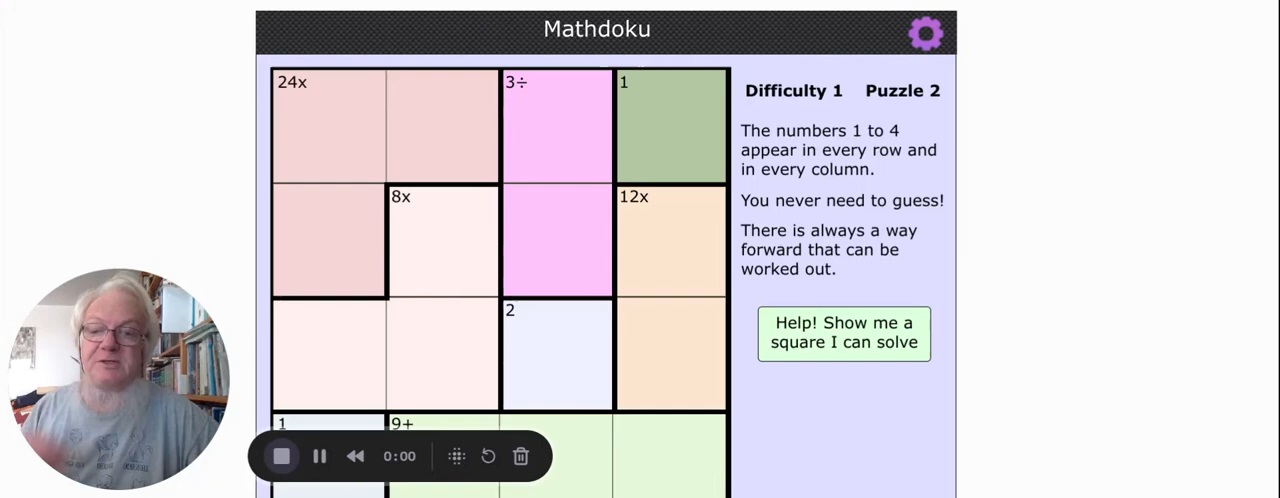 Mathdoku
24x
3÷
1
Difficulty 1 Puzzle 2
The numbers 1 to 4
appear in every row and
in every column.
8x
12x
You never need to guess!
There is always a way
forward that can be
worked out.
2
Help! Show me a
square I can solve
1
9+
0:00